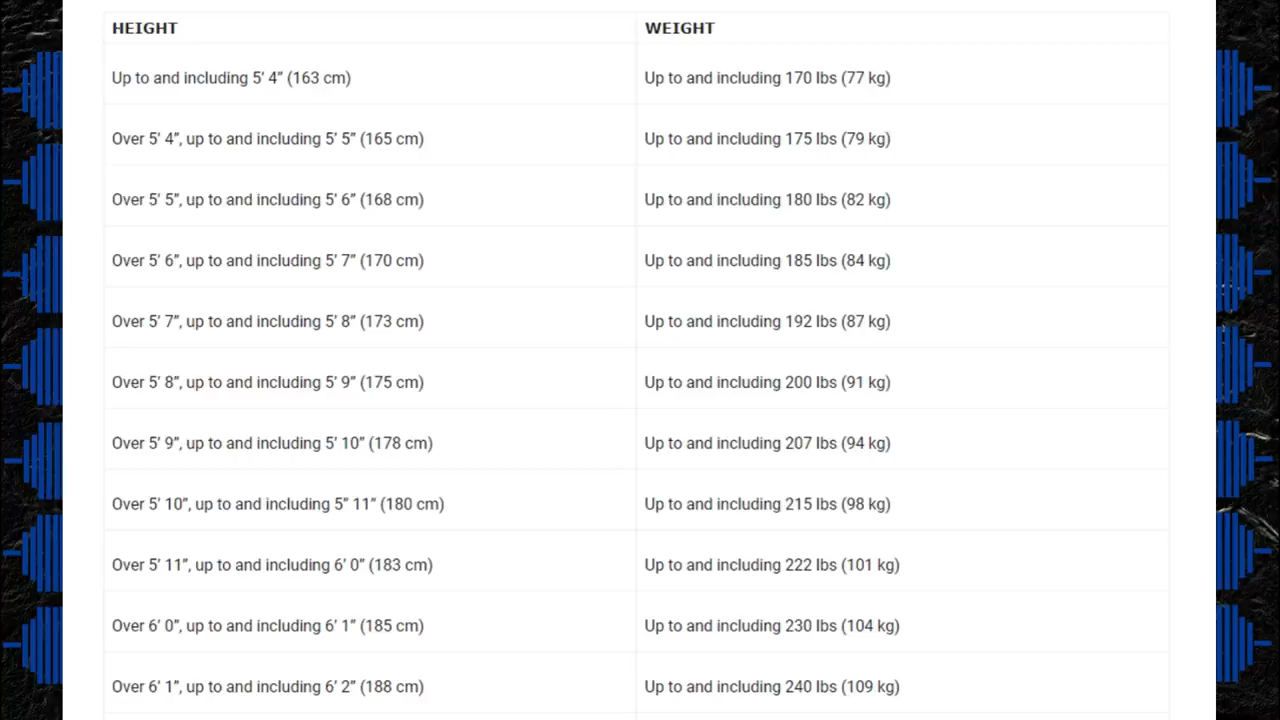 HEIGHT WEIGHT
Up to and including 5’ 4” (163 cm) Up to and including 170 lbs (77 kg)
Over 5’ 4”, up to and including 5’ 5” (165 cm) Up to and including 175 lbs (79 kg)
Over 5’ 5”, up to and including 5’ 6” (168 cm) Up to and including 180 lbs (82 kg)
Over 5’ 6”, up to and including 5’ 7” (170 cm) Up to and including 185 lbs (84 kg)
Over 5’ 7”, up to and including 5’ 8” (173 cm) Up to and including 192 lbs (87 kg)
Over 5’ 8”, up to and including 5’ 9” (175 cm) Up to and including 200 lbs (91 kg)
Over 5’ 9”, up to and including 5’ 10” (178 cm) Up to and including 207 lbs (94 kg)
Over 5’ 10”, up to and including 5” 11” (180 cm) Up to and including 215 lbs (98 kg)
Over 5’ 11”, up to and including 6’ 0” (183 cm) Up to and including 222 lbs (101 kg)
Over 6’ 0”, up to and including 6’ 1” (185 cm) Up to and including 230 lbs (104 kg)
Over 6’ 1”, up to and including 6’ 2” (188 cm) Up to and including 240 lbs (109 kg)